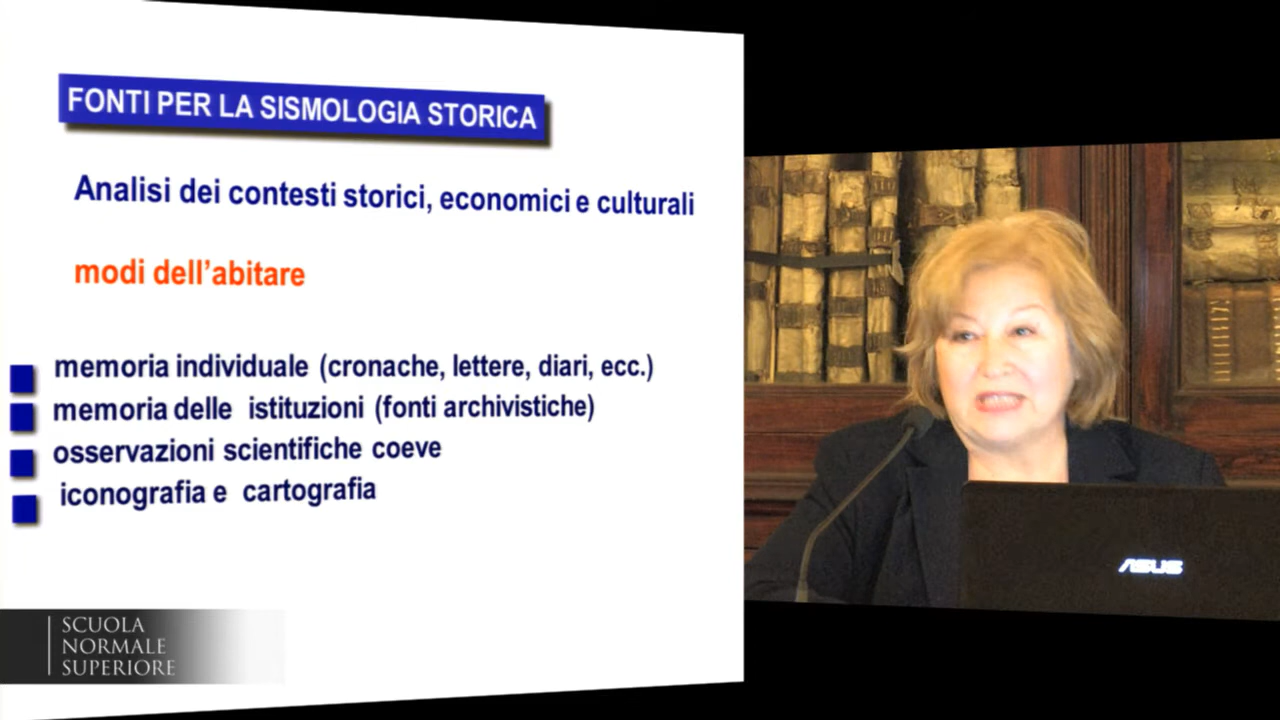 FONTI PER LA SISMOLOGIA STORICA
Analisi dei contesti storici, economici e culturali
modi dell'abitare
memoria individuale (cronache, lettere, diari, ecc.)
memoria delle istituzioni (fonti archivistiche)
osservazioni scientifiche coeve
iconografia e cartografia
SCUOLA
NORMALE
SUPERIORE
ASUS